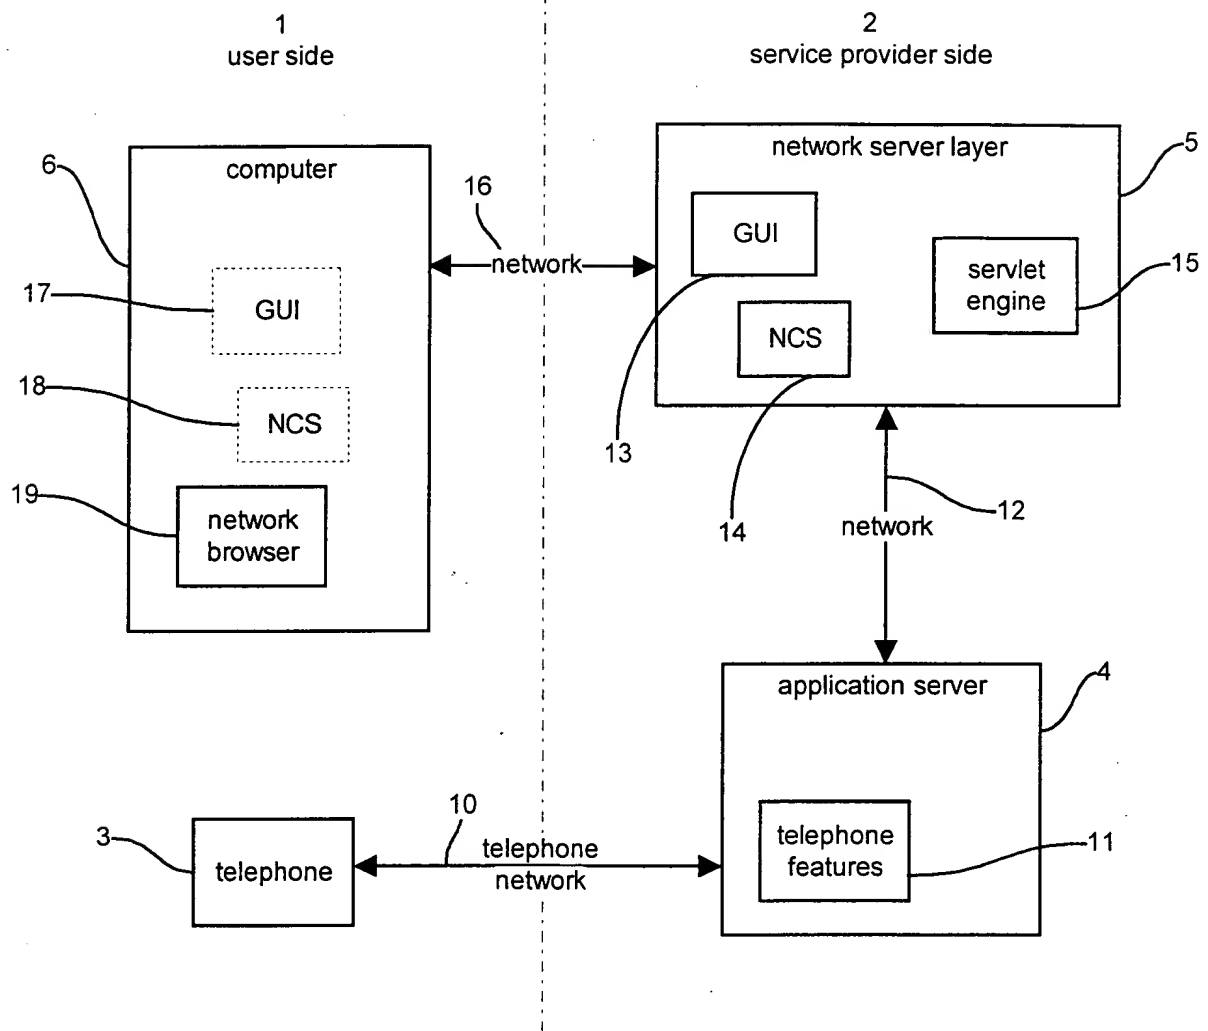 1
user side
2
service provider side
6
computer
17
GUI
18
NCS
19
network
browser
16
network
network server layer
5
GUI
servlet
engine
15
NCS
13
14
12
network
application server
4
telephone
features
11
3
telephone
10
telephone
network